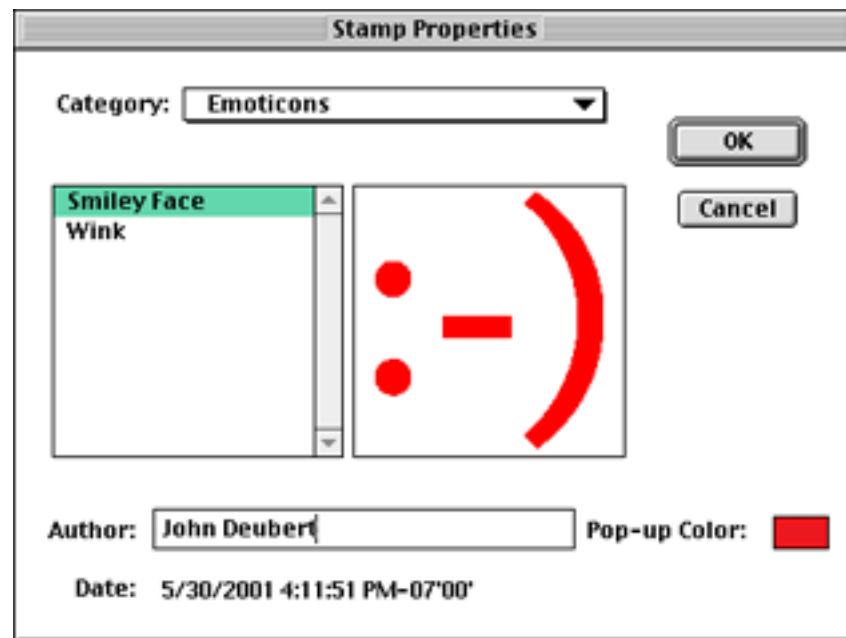 Stamp Properties
Category: Emoticons
OK
Cancel
Smiley Face
Wink
:-)
Author: John Deubert
Pop-up Color:
Date: 5/30/2001 4:11:51 PM-07'00'